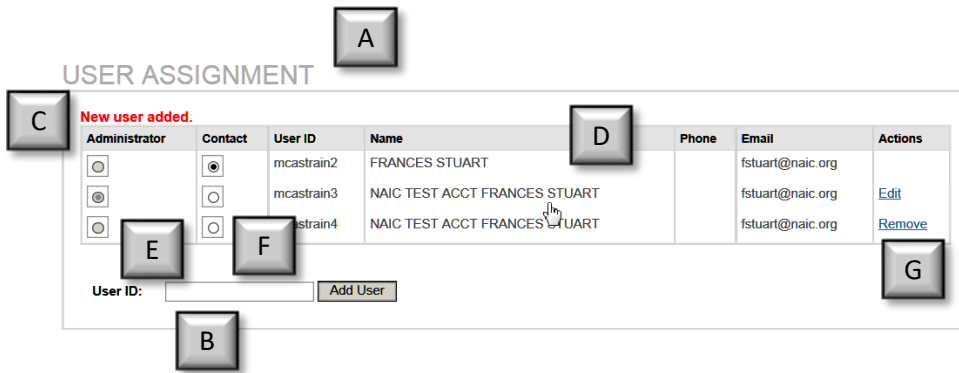 A
USER ASSIGNMENT
C
New user added.
D
Administrator Contact User ID Name Phone Email Actions
mcastrain2 FRANCES STUART fstuart@naic.org
mcastrain3 NAIC TEST ACCT FRANCES STUART fstuart@naic.org Edit
astrain4 NAIC TEST ACCT FRANCES STUART fstuart@naic.org Remove
E
F
G
User ID: Add User
B